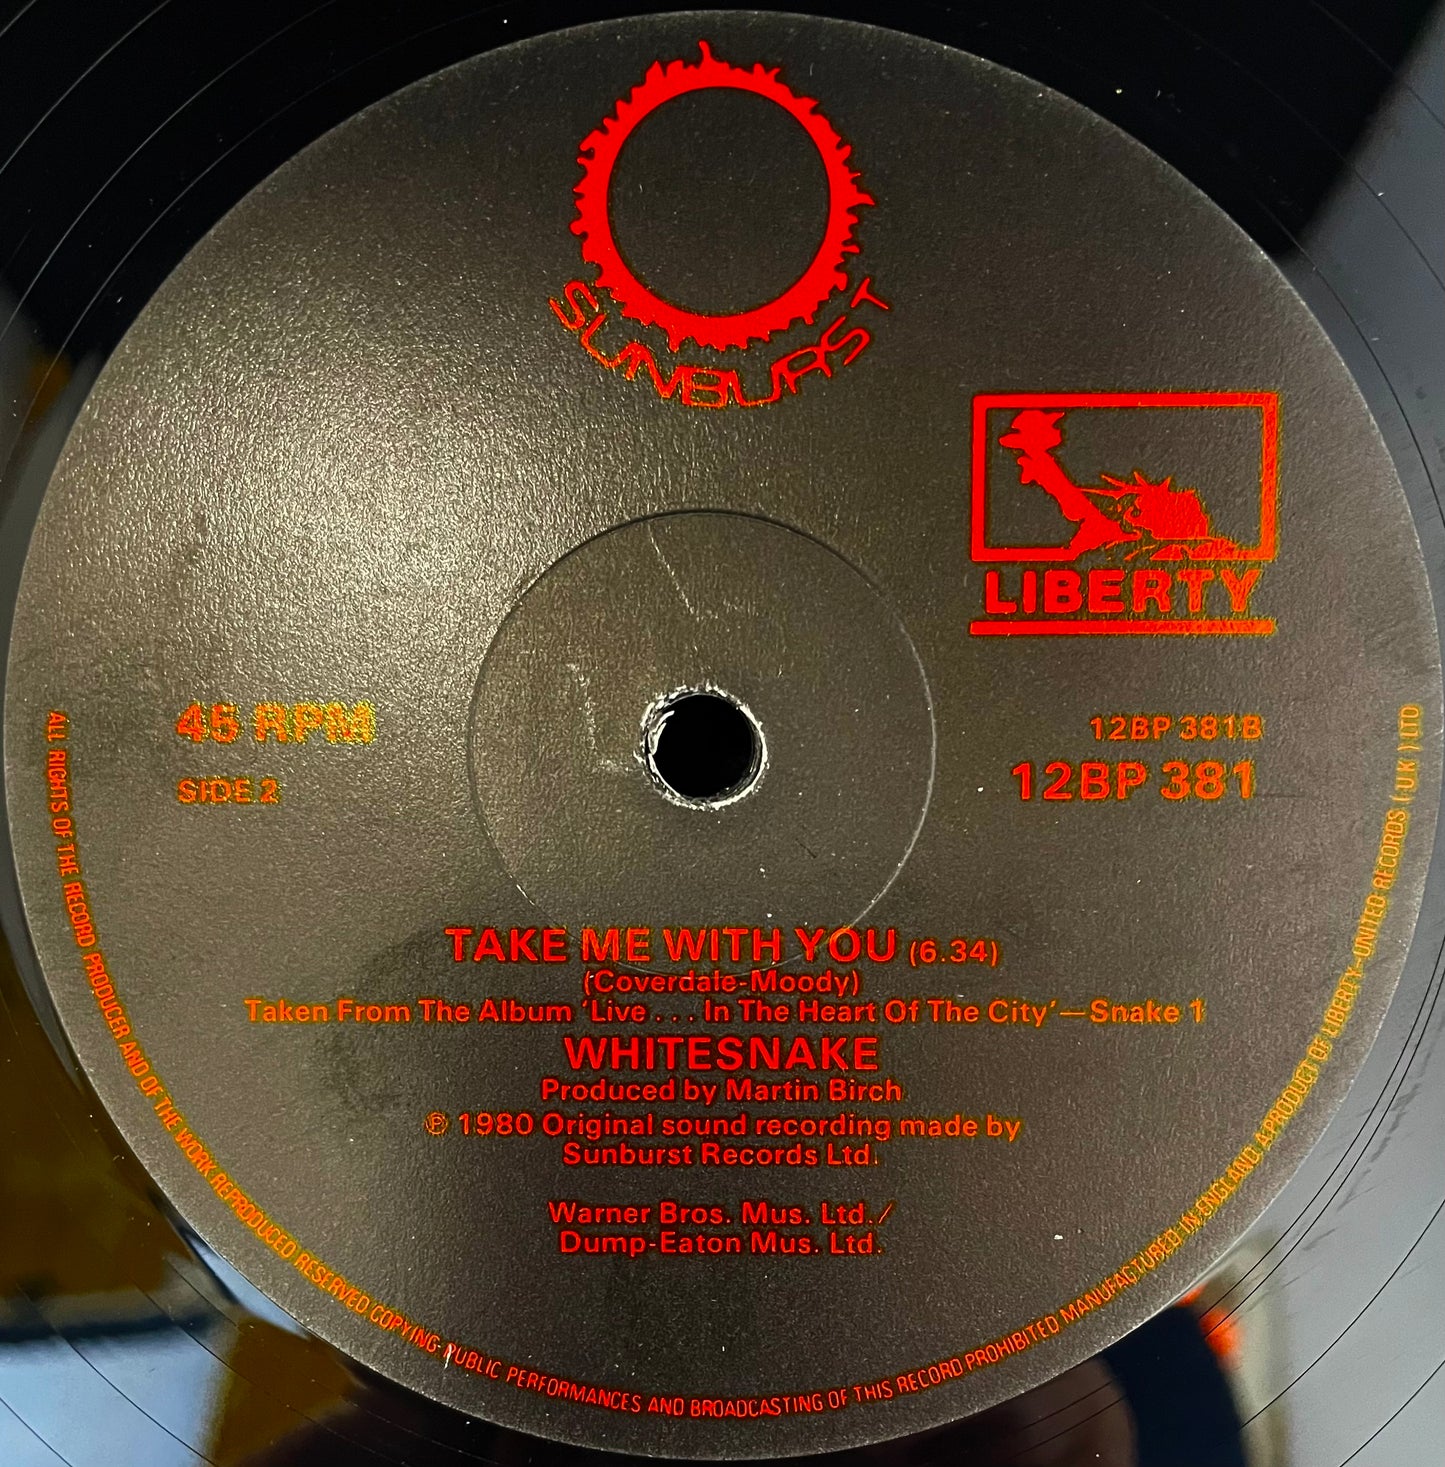 SUNBURST
LIBERTY
45 RPM
12BP 381B
SIDE 2
12BP 381
TAKE ME WITH YOU (6.34)
(Coverdale-Moody)
Taken From The Album 'Live . . . In The Heart Of The City'—Snake 1
WHITESNAKE
Produced by Martin Birch
℗ 1980 Original sound recording made by
Sunburst Records Ltd.
Warner Bros. Mus. Ltd./
Dump-Eaton Mus. Ltd.
ALL RIGHTS OF THE RECORD PRODUCER AND OF THE WORK REPRODUCED RESERVED COPYING PUBLIC PERFORMANCES AND BROADCASTING OF THIS RECORD PROHIBITED MANUFACTURED IN ENGLAND A PRODUCT OF LIBERTY-UNITED RECORDS (UK) LTD